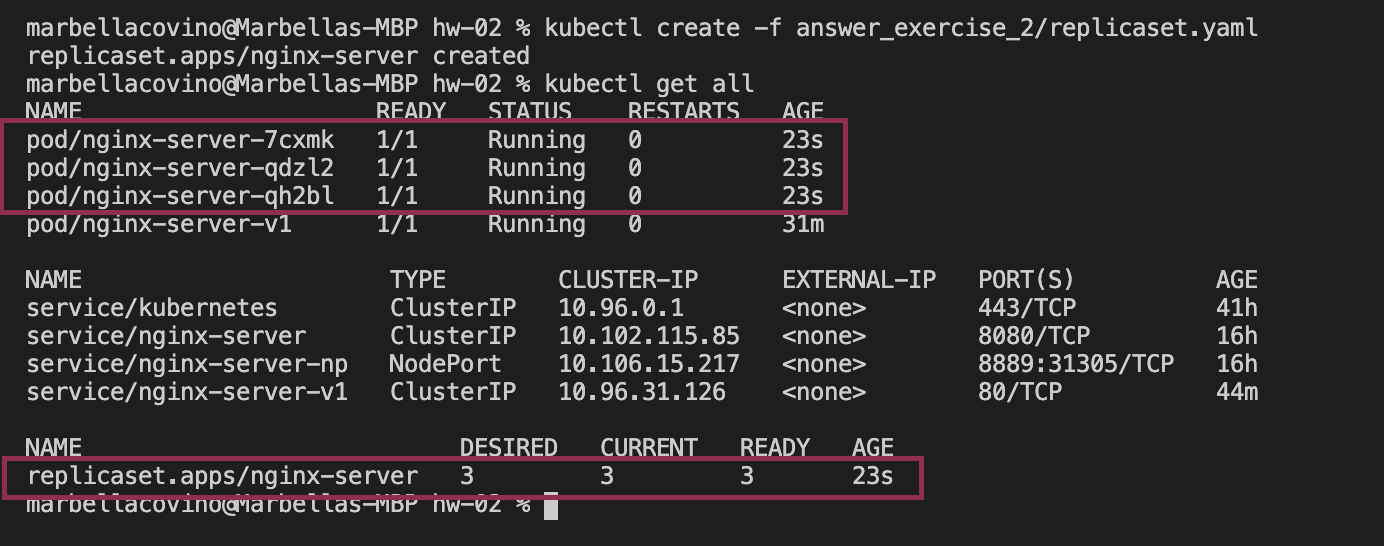 marbellacovino@Marbellas-MBP hw-02 % kubectl create -f answer_exercise_2/replicaset.yaml
replicaset.apps/nginx-server created
marbellacovino@Marbellas-MBP hw-02 % kubectl get all
NAME READY STATUS RESTARTS AGE
pod/nginx-server-7cxmk 1/1 Running 0 23s
pod/nginx-server-qdzl2 1/1 Running 0 23s
pod/nginx-server-qh2bl 1/1 Running 0 23s
pod/nginx-server-v1 1/1 Running 0 31m
NAME TYPE CLUSTER-IP EXTERNAL-IP PORT(S) AGE
service/kubernetes ClusterIP 10.96.0.1 <none> 443/TCP 41h
service/nginx-server ClusterIP 10.102.115.85 <none> 8080/TCP 16h
service/nginx-server-np NodePort 10.106.15.217 <none> 8889:31305/TCP 16h
service/nginx-server-v1 ClusterIP 10.96.31.126 <none> 80/TCP 44m
NAME DESIRED CURRENT READY AGE
replicaset.apps/nginx-server 3 3 3 23s
marbellacovino@Marbellas-MBP hw-02 %